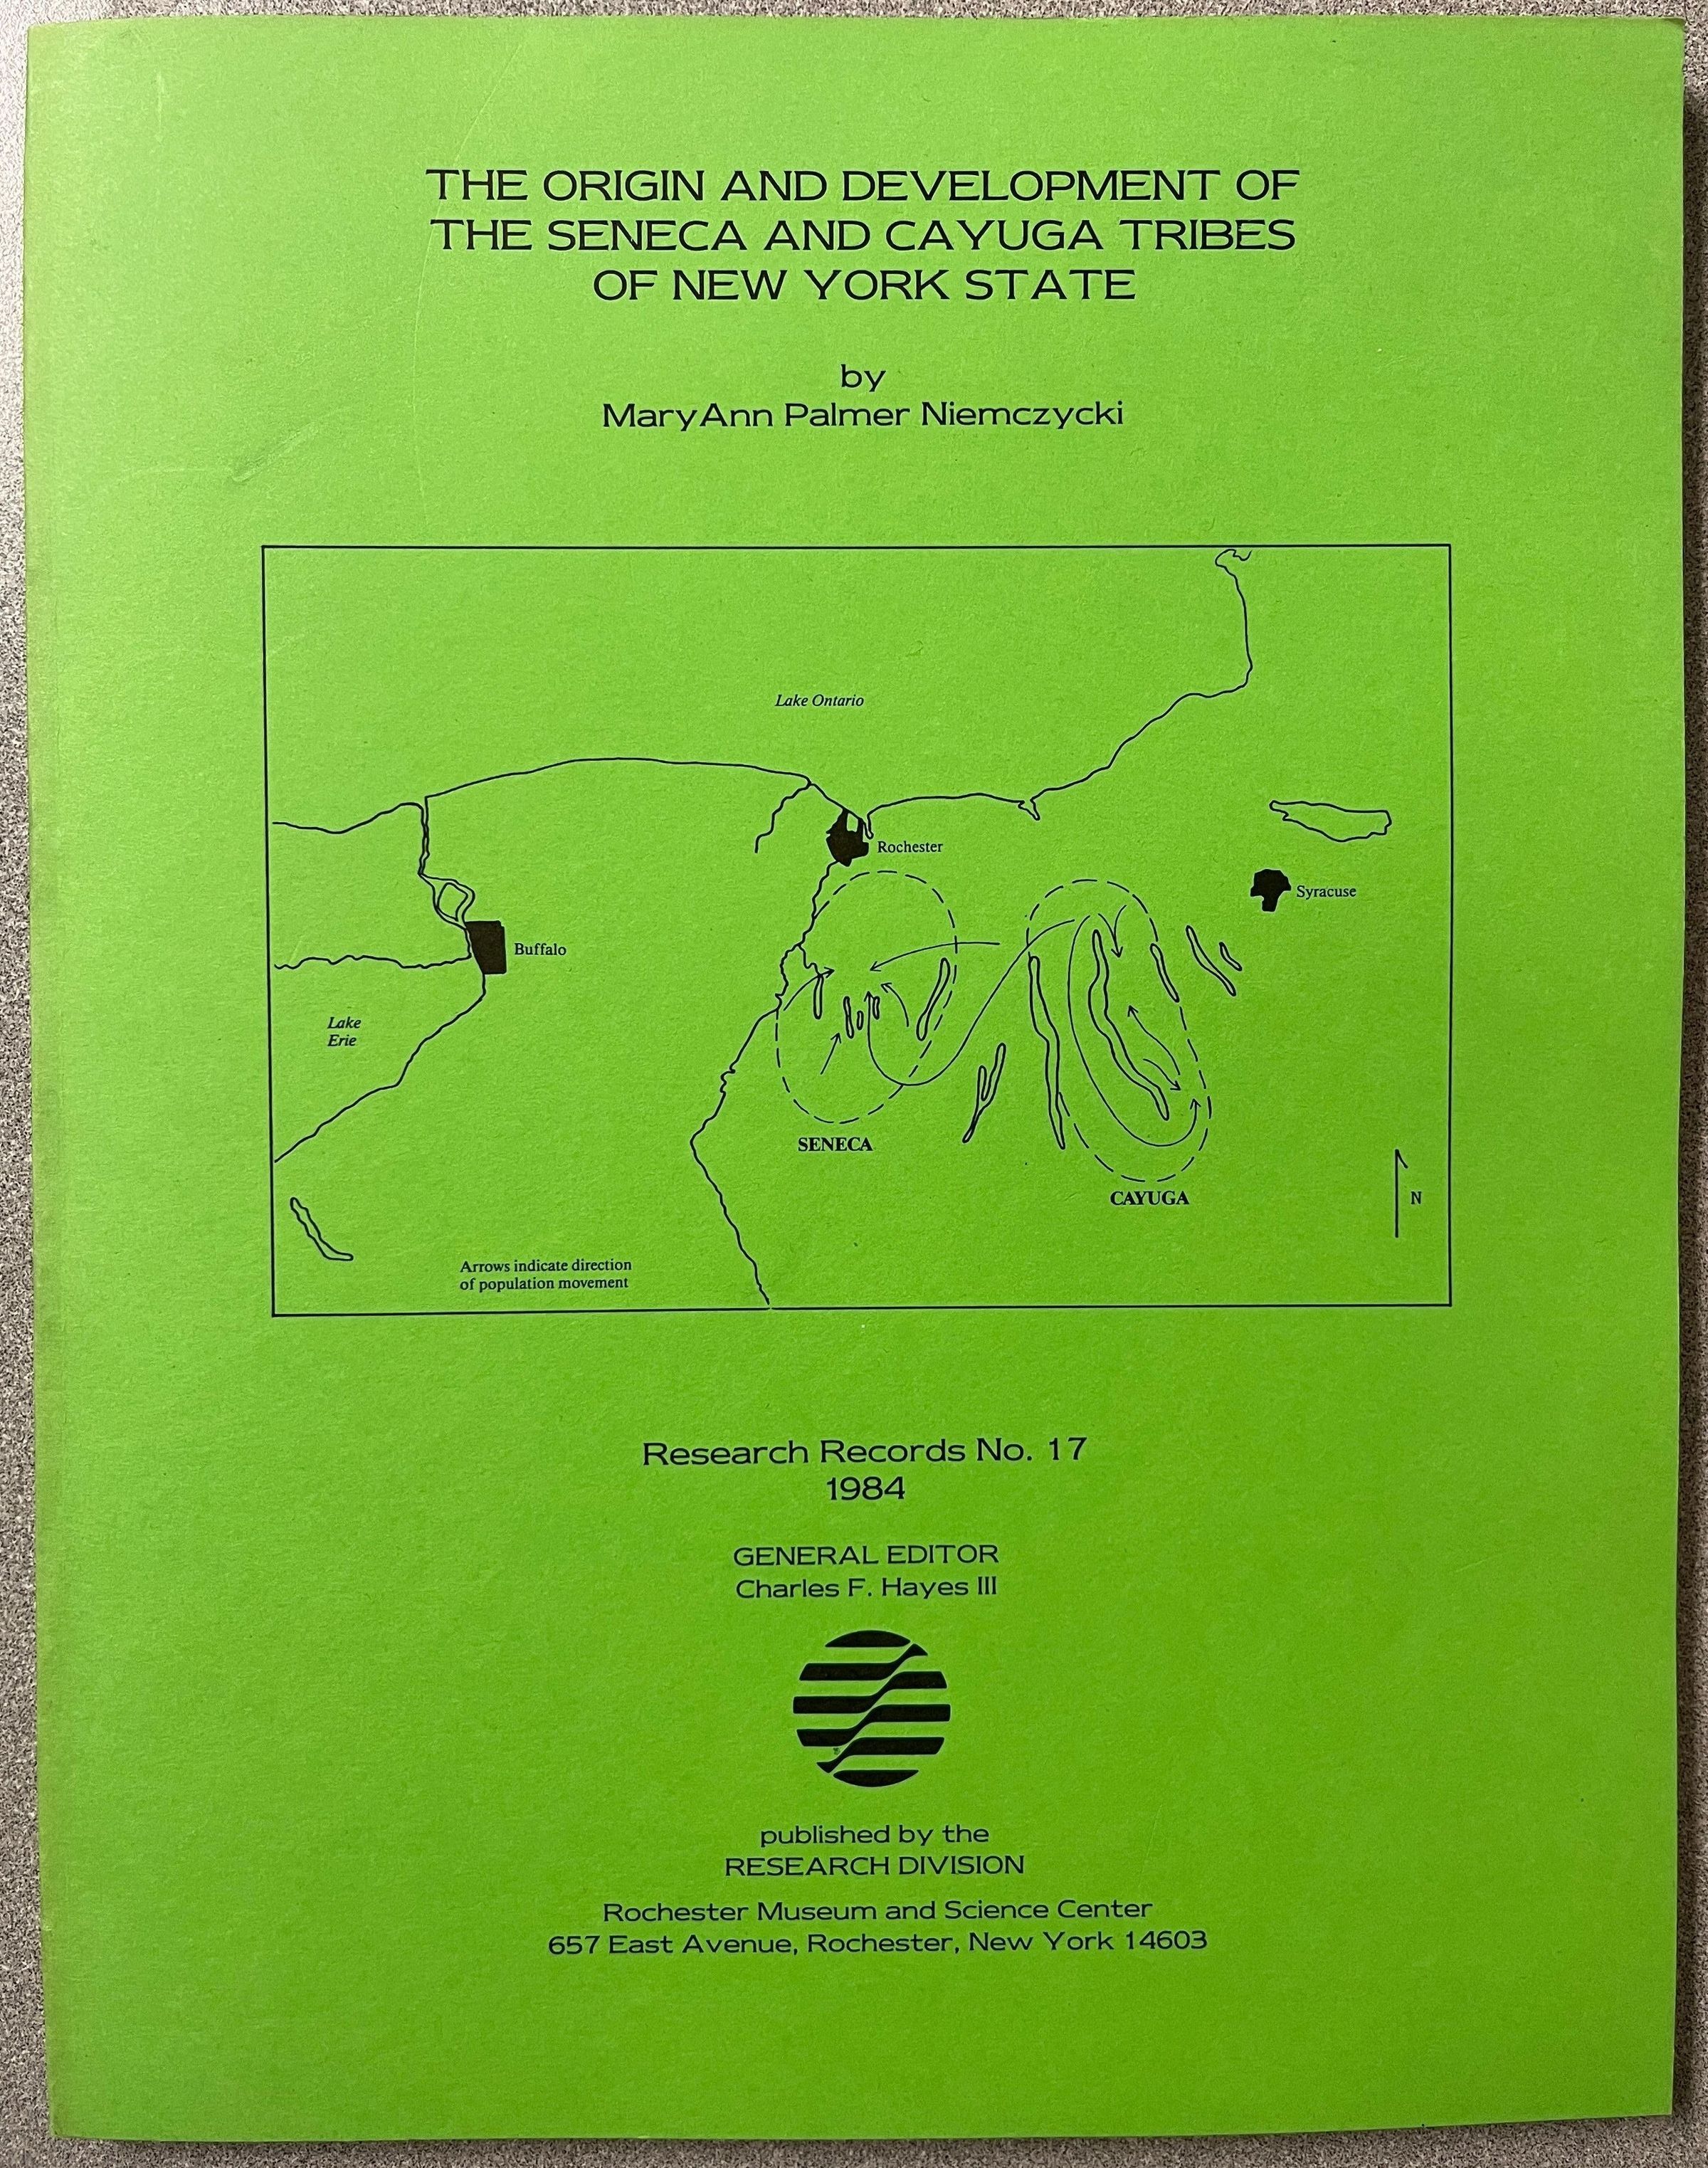 THE ORIGIN AND DEVELOPMENT OF
THE SENECA AND CAYUGA TRIBES
OF NEW YORK STATE
by
MaryAnn Palmer Niemczycki
Lake Ontario
Rochester
Syracuse
Buffalo
Lake
Erie
SENECA
CAYUGA
N
Arrows indicate direction
of population movement
Research Records No. 17
1984
GENERAL EDITOR
Charles F. Hayes III
published by the
RESEARCH DIVISION
Rochester Museum and Science Center
657 East Avenue, Rochester, New York 14603